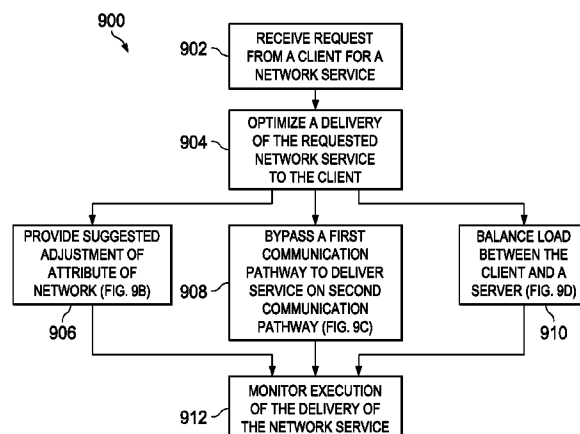 900
902
RECEIVE REQUEST
FROM A CLIENT FOR A
NETWORK SERVICE
904
OPTIMIZE A DELIVERY
OF THE REQUESTED
NETWORK SERVICE
TO THE CLIENT
PROVIDE SUGGESTED
ADJUSTMENT OF
ATTRIBUTE OF
NETWORK (FIG. 9B)
906
908
BYPASS A FIRST
COMMUNICATION
PATHWAY TO DELIVER
SERVICE ON SECOND
COMMUNICATION
PATHWAY (FIG. 9C)
BALANCE LOAD
BETWEEN THE
CLIENT AND A
SERVER (FIG. 9D)
910
912
MONITOR EXECUTION
OF THE DELIVERY OF
THE NETWORK SERVICE